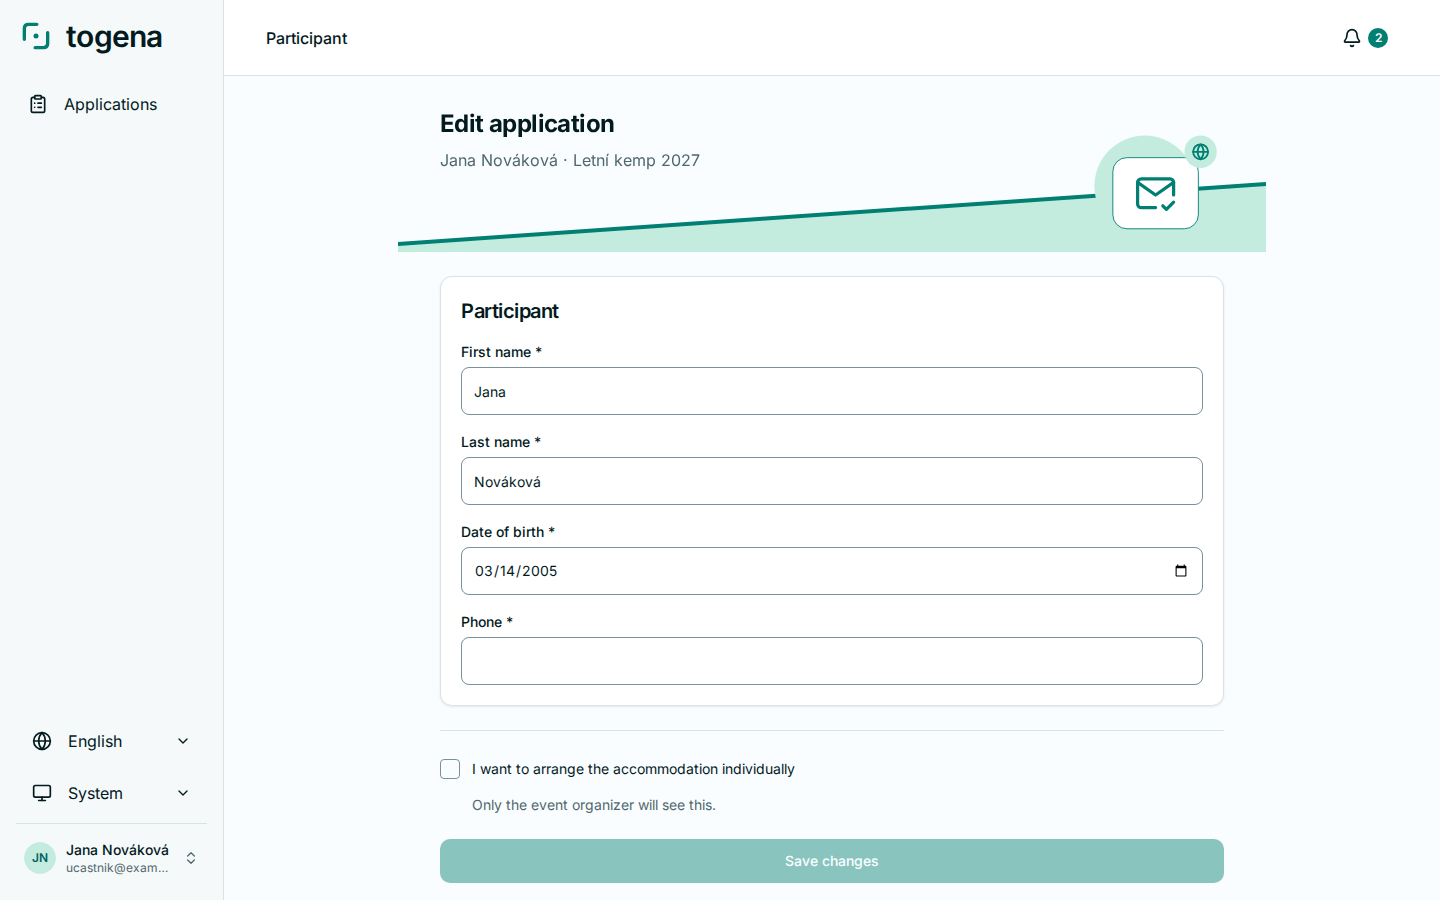 togena
Participant
2
Applications
Edit application
Jana Nováková · Letní kemp 2027
Participant
First name *
Jana
Last name *
Nováková
Date of birth *
03/14/2005
Phone *
I want to arrange the accommodation individually
Only the event organizer will see this.
Save changes
English
System
JN
Jana Nováková
ucastnik@exam...